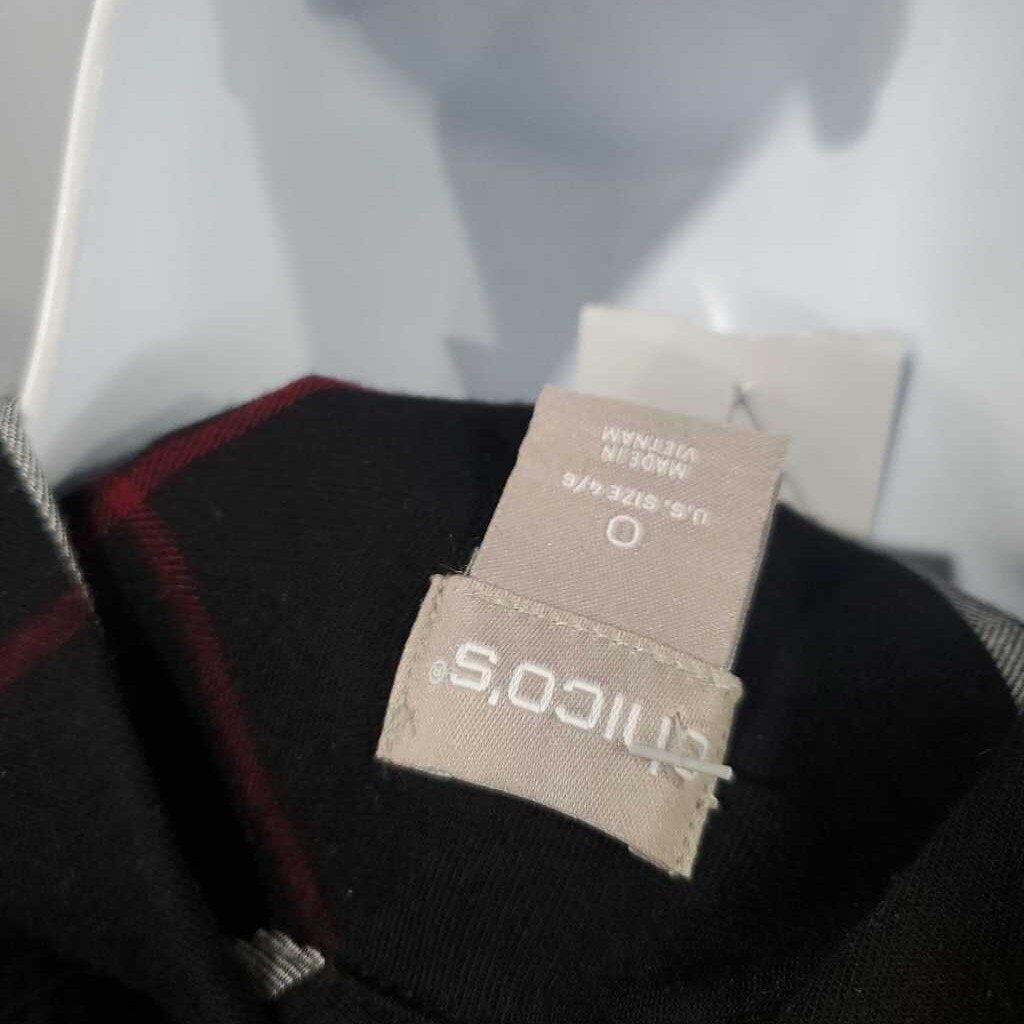 chico's®
0
U.S. SIZE 4/6
MADE IN
VIETNAM